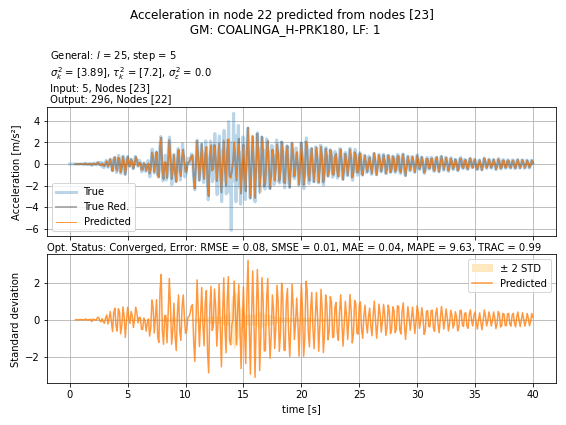 Acceleration in node 22 predicted from nodes [23]
GM: COALINGA_H-PRK180, LF: 1
General: l = 25, step = 5
σ²ₖ = [3.89], τ²ₖ = [7.2], σ²ε = 0.0
Input: 5, Nodes [23]
Output: 296, Nodes [22]
Acceleration [m/s²]
4
2
0
−2
−4
−6
True
True Red.
Predicted
Opt. Status: Converged, Error: RMSE = 0.08, SMSE = 0.01, MAE = 0.04, MAPE = 9.63, TRAC = 0.99
Standard deviation
2
0
−2
± 2 STD
Predicted
0 5 10 15 20 25 30 35 40
time [s]